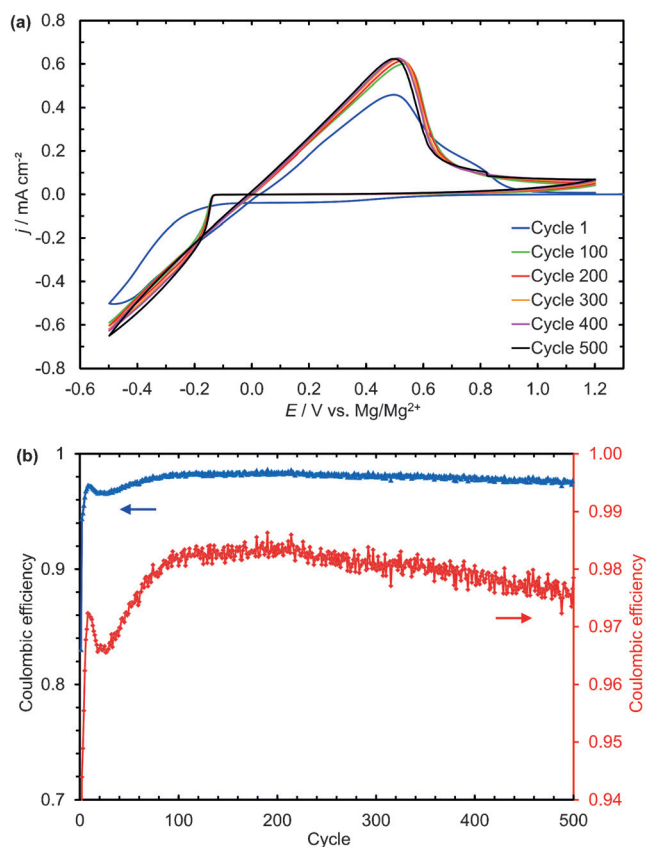 (a)
0.8
0.6
0.4
0.2
0.0
-0.2
-0.4
-0.6
0.8
j / mA cm⁻²
Cycle 1
Cycle 100
Cycle 200
Cycle 300
Cycle 400
Cycle 500
-0.6 -0.4 -0.2 0.0 0.2 0.4 0.6 0.8 1.0 1.2
E / V vs. Mg/Mg²⁺
(b)
1
0.9
0.8
0.7
Coulombic efficiency
1.00
0.99
0.98
0.97
0.96
0.95
0.94
Coulombic efficiency
0 100 200 300 400 500
Cycle